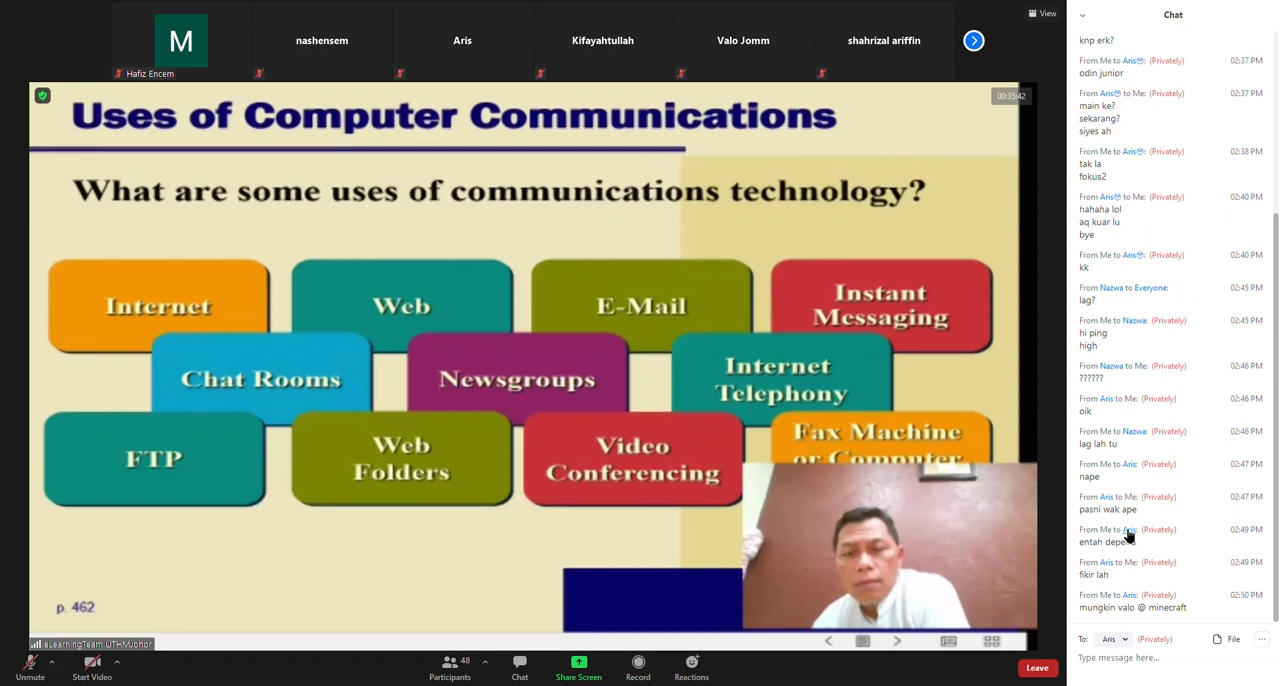 View
M
Hafiz Encem
nashensem
Aris
Kifayahtullah
Valo Jomm
shahrizal ariffin
00:35:42
Uses of Computer Communications
What are some uses of communications technology?
Internet
Web
E-Mail
Instant
Messaging
Chat Rooms
Newsgroups
Internet
Telephony
FTP
Web
Folders
Video
Conferencing
Fax Machine
or Computer
p. 462
eLearningTeam UTHMJohor
Unmute
Start Video
48
Participants
Chat
Share Screen
Record
Reactions
Leave
Chat
knp erk?
From Me to Aris🥺: (Privately) 02:37 PM
odin junior
From Aris🥺 to Me: (Privately) 02:37 PM
main ke?
sekarang?
siyes ah
From Me to Aris🥺: (Privately) 02:38 PM
tak la
fokus2
From Aris🥺 to Me: (Privately) 02:40 PM
hahaha lol
aq kuar lu
bye
From Me to Aris🥺: (Privately) 02:40 PM
kk
From Nazwa to Everyone: 02:45 PM
lag?
From Me to Nazwa: (Privately) 02:45 PM
hi ping
high
From Nazwa to Me: (Privately) 02:46 PM
??????
From Aris to Me: (Privately) 02:46 PM
oik
From Me to Nazwa: (Privately) 02:46 PM
lag lah tu
From Me to Aris: (Privately) 02:47 PM
nape
From Aris to Me: (Privately) 02:47 PM
pasni wak ape
From Me to Aris: (Privately) 02:49 PM
entah
From Aris to Me: (Privately) 02:49 PM
fikir lah
From Me to Aris: (Privately) 02:50 PM
mungkin valo @ minecraft
To: Aris (Privately) File
Type message here...